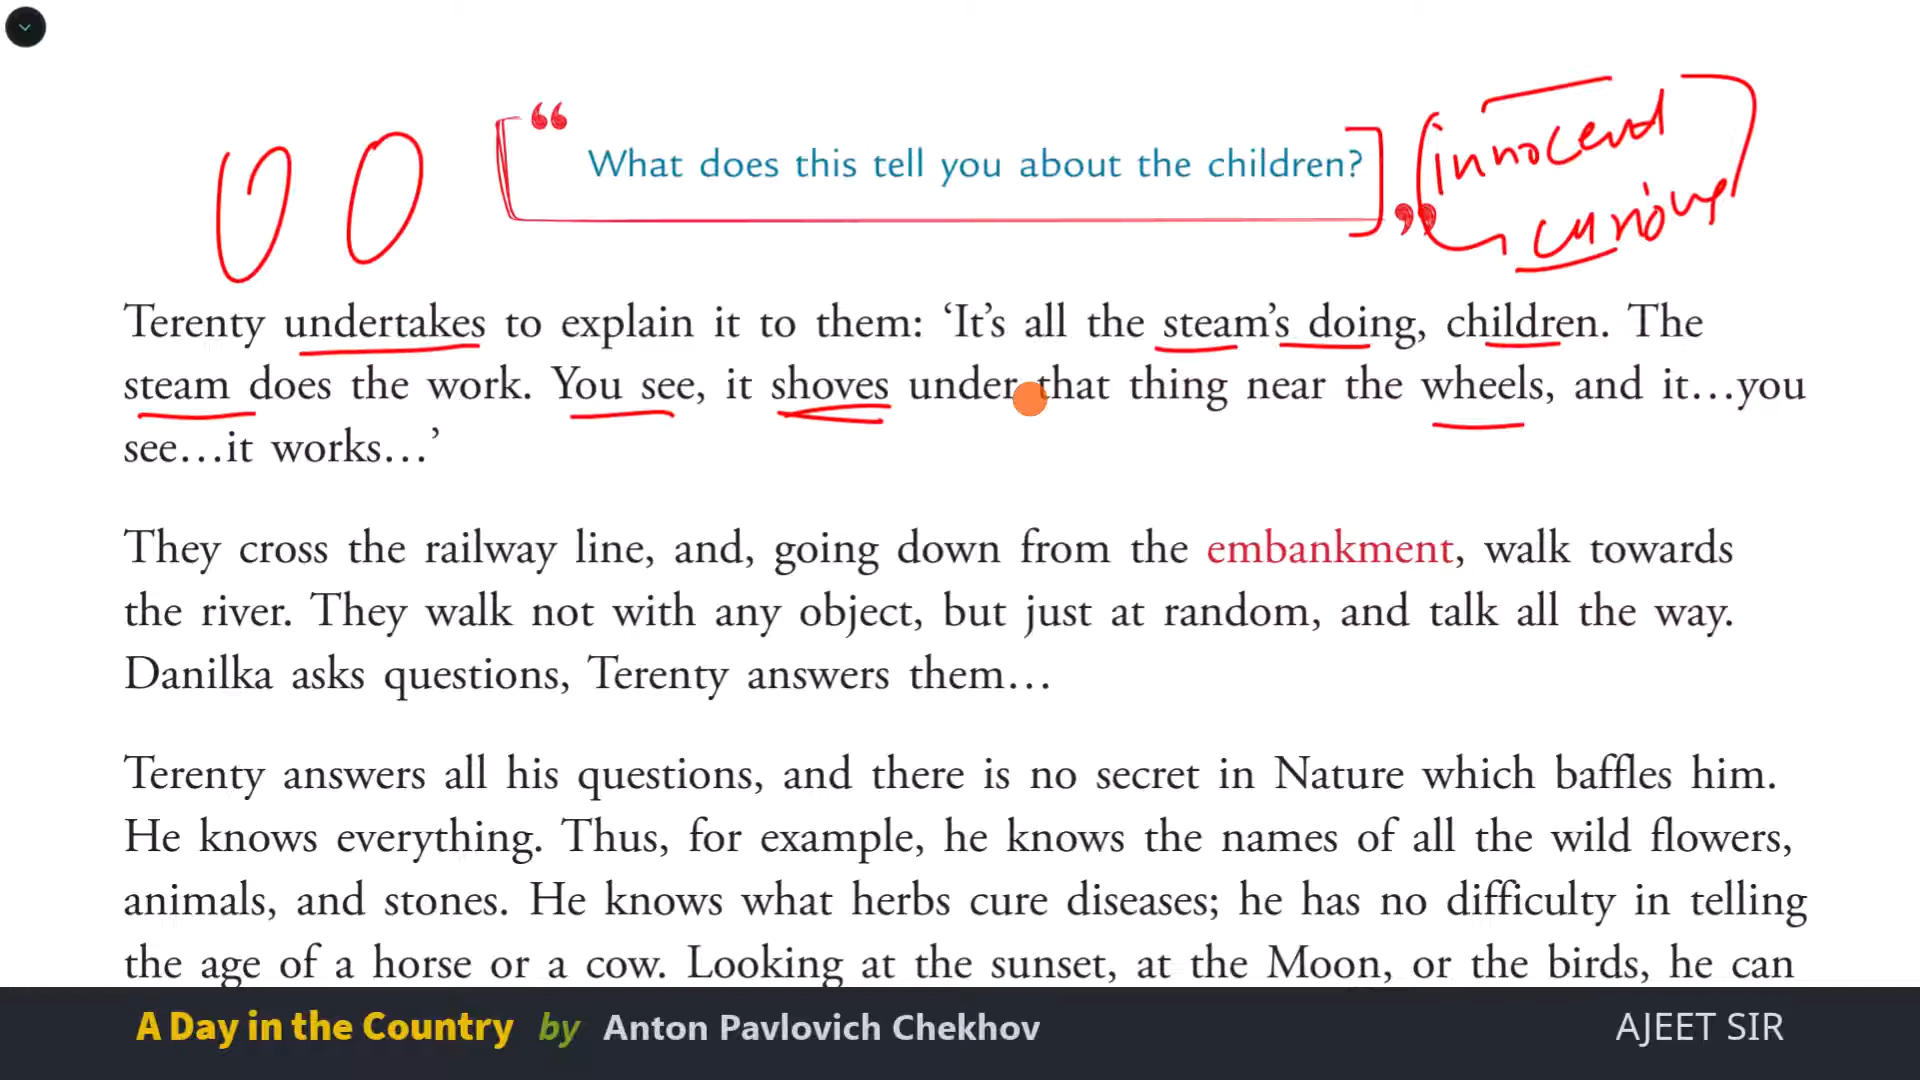 “ What does this tell you about the children? ”
innocend
curious
Terenty undertakes to explain it to them: ‘It’s all the steam’s doing, children. The
steam does the work. You see, it shoves under that thing near the wheels, and it…you
see…it works…’
They cross the railway line, and, going down from the embankment, walk towards
the river. They walk not with any object, but just at random, and talk all the way.
Danilka asks questions, Terenty answers them…
Terenty answers all his questions, and there is no secret in Nature which baffles him.
He knows everything. Thus, for example, he knows the names of all the wild flowers,
animals, and stones. He knows what herbs cure diseases; he has no difficulty in telling
the age of a horse or a cow. Looking at the sunset, at the Moon, or the birds, he can
A Day in the Country by Anton Pavlovich Chekhov AJEET SIR